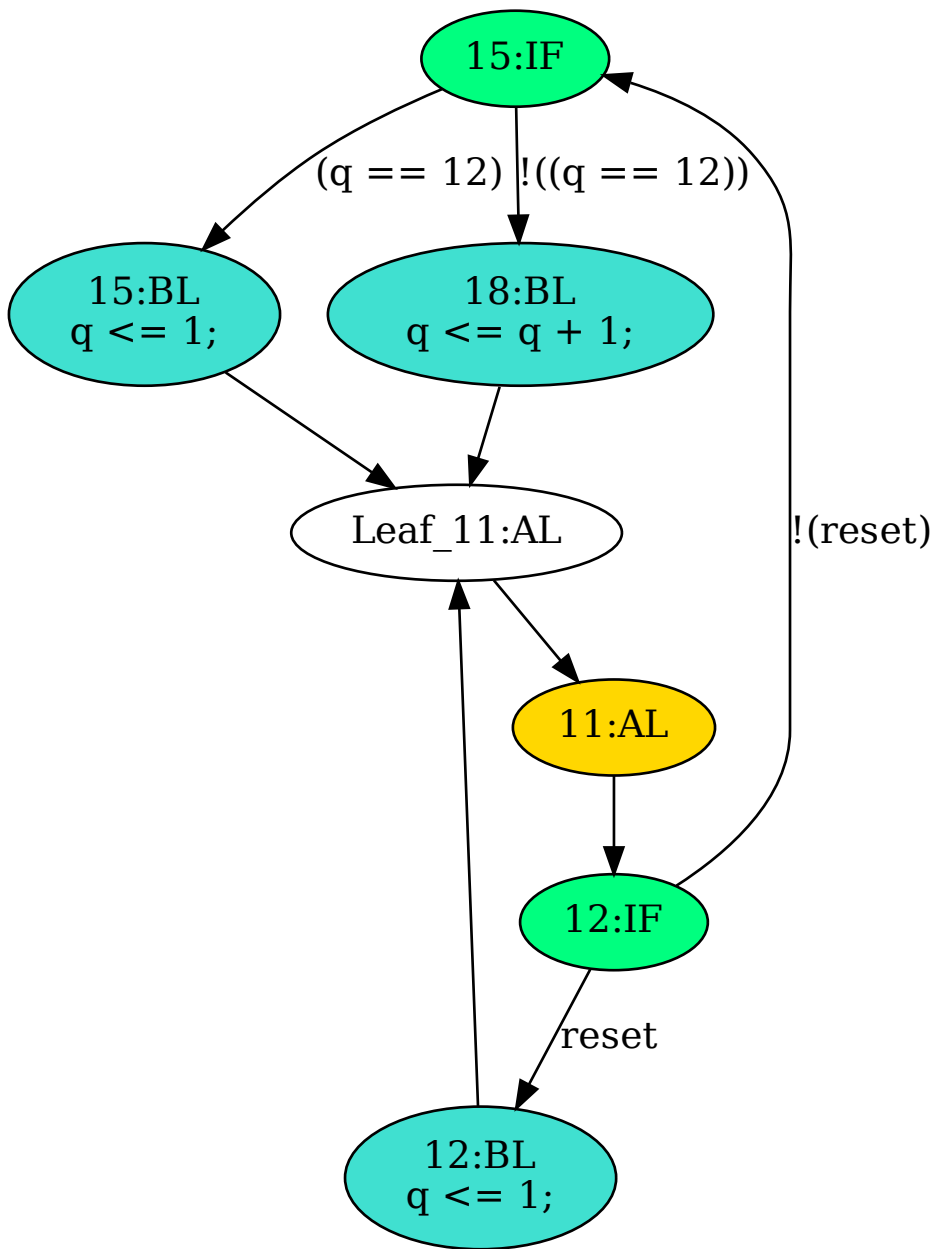 15:IF
(q == 12)
!((q == 12))
15:BL
q <= 1;
18:BL
q <= q + 1;
Leaf_11:AL
!(reset)
11:AL
12:IF
reset
12:BL
q <= 1;